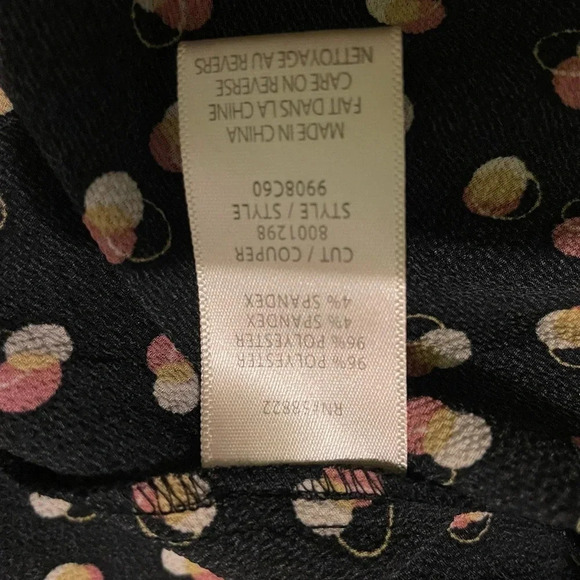 RN#58822
96% POLYESTER
96% POLYESTER
4% SPANDEX
4% SPANDEX
CUT / COUPER
8001298
STYLE / STYLE
9908C60
MADE IN CHINA
FAIT DANS LA CHINE
CARE ON REVERSE
NETTOYAGE AU REVERS